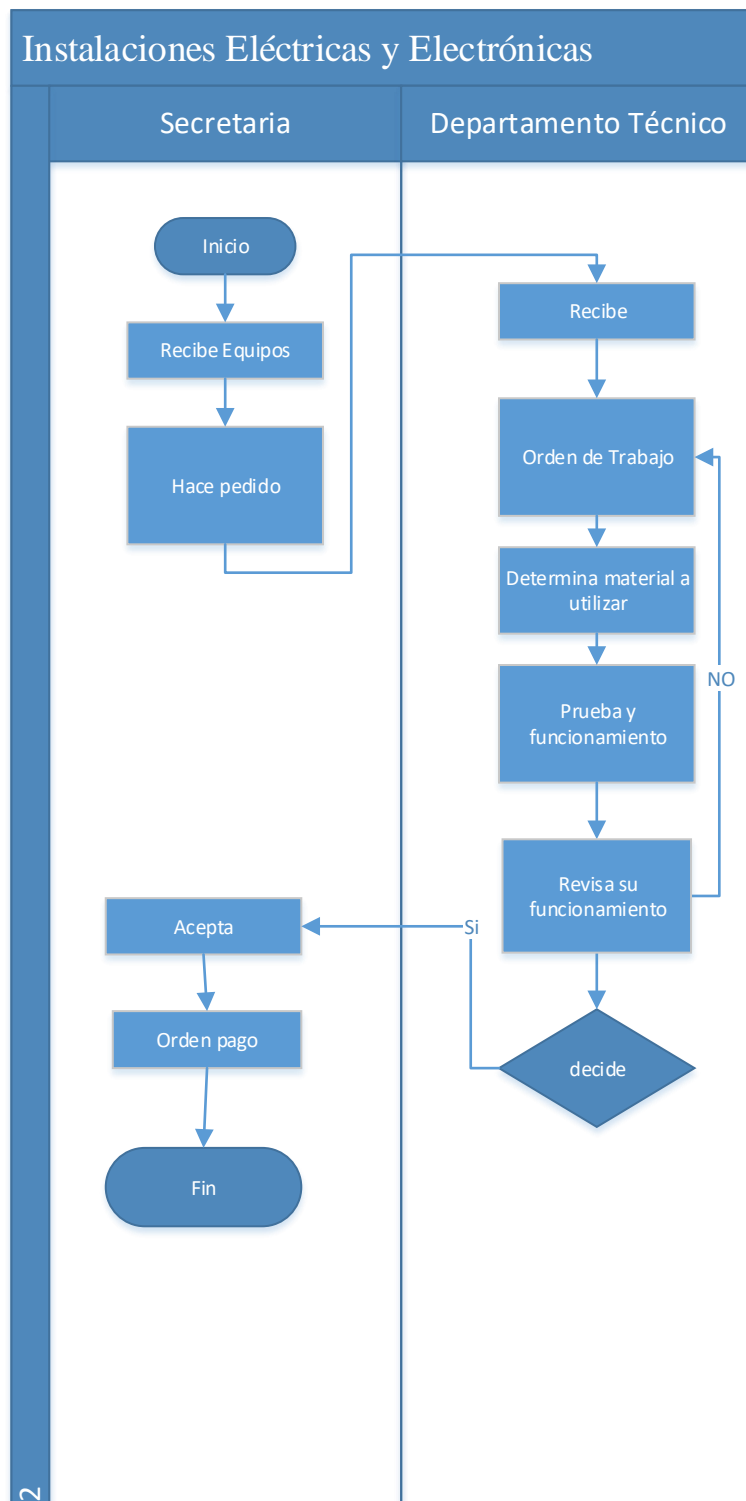 Instalaciones Eléctricas y Electrónicas
Secretaria
Departamento Técnico
Inicio
Recibe Equipos
Hace pedido
Recibe
Orden de Trabajo
Determina material a
utilizar
NO
Prueba y
funcionamiento
Revisa su
funcionamiento
Acepta
Si
Orden pago
decide
Fin
2